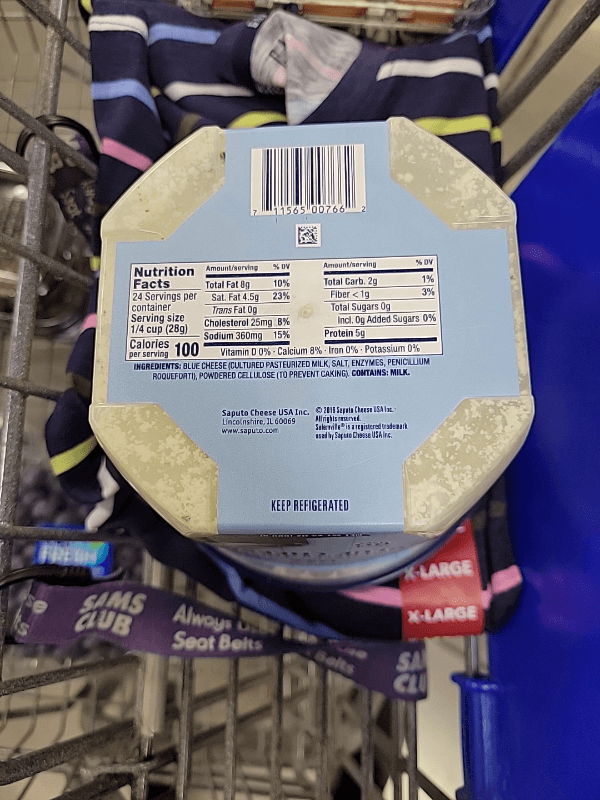 7 11565 00766 2
Nutrition Facts
24 Servings per container
Serving size
1/4 cup (28g)
Calories per serving 100
Amount/serving % DV
Total Fat 8g 10%
Sat. Fat 4.5g 23%
Trans Fat 0g
Cholesterol 25mg 8%
Sodium 360mg 15%
Amount/serving % DV
Total Carb. 2g 1%
Fiber < 1g 3%
Total Sugars 0g
Incl. 0g Added Sugars 0%
Protein 5g
Vitamin D 0% · Calcium 8% · Iron 0% · Potassium 0%
INGREDIENTS: BLUE CHEESE (CULTURED PASTEURIZED MILK, SALT, ENZYMES, PENICILLIUM
ROQUEFORTI), POWDERED CELLULOSE (TO PREVENT CAKING). CONTAINS: MILK.
Saputo Cheese USA Inc.
Lincolnshire, IL 60069
www.saputo.com
© 2018 Saputo Cheese USA Inc.
All rights reserved.
Salemville® is a registered trademark
used by Saputo Cheese USA Inc.
KEEP REFRIGERATED
FRESH
X-LARGE
X-LARGE
SAMS
CLUB
Always
Seat Belts
Belts